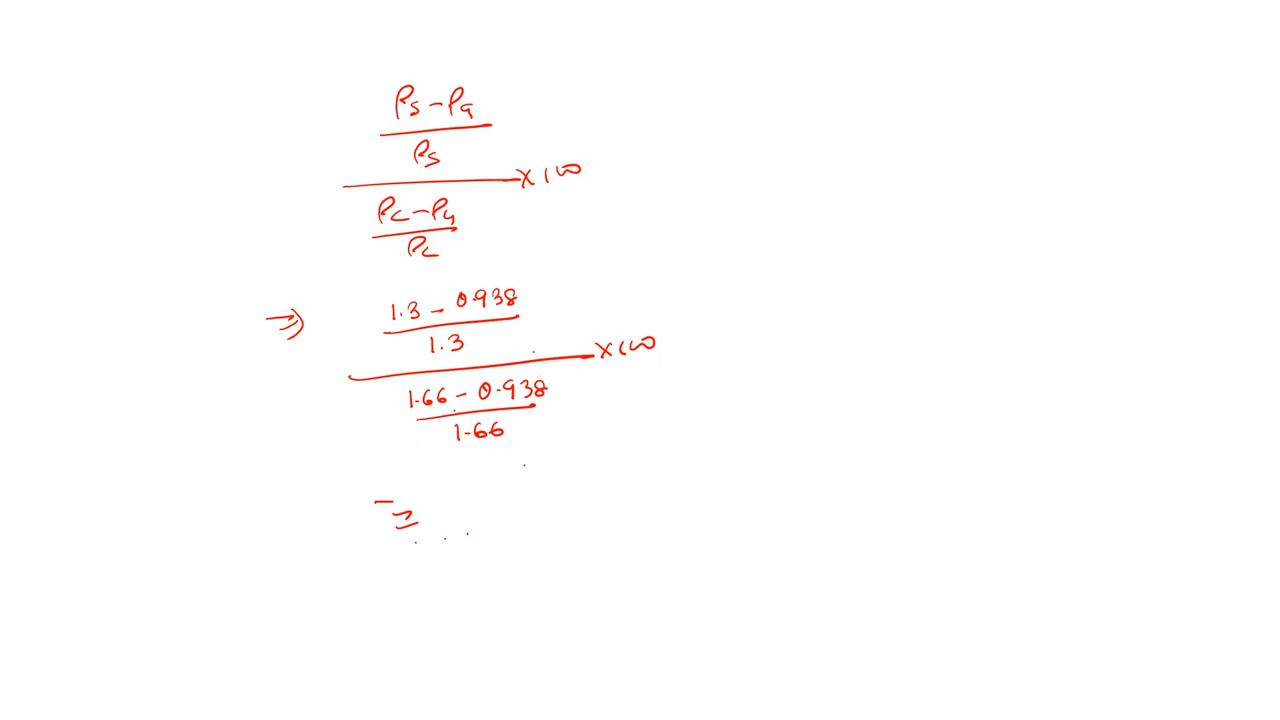 ρs - ρa
ρs
× 100
ρc - ρa
ρc
⇒
1.3 - 0.938
1.3
× 100
1.66 - 0.938
1.66